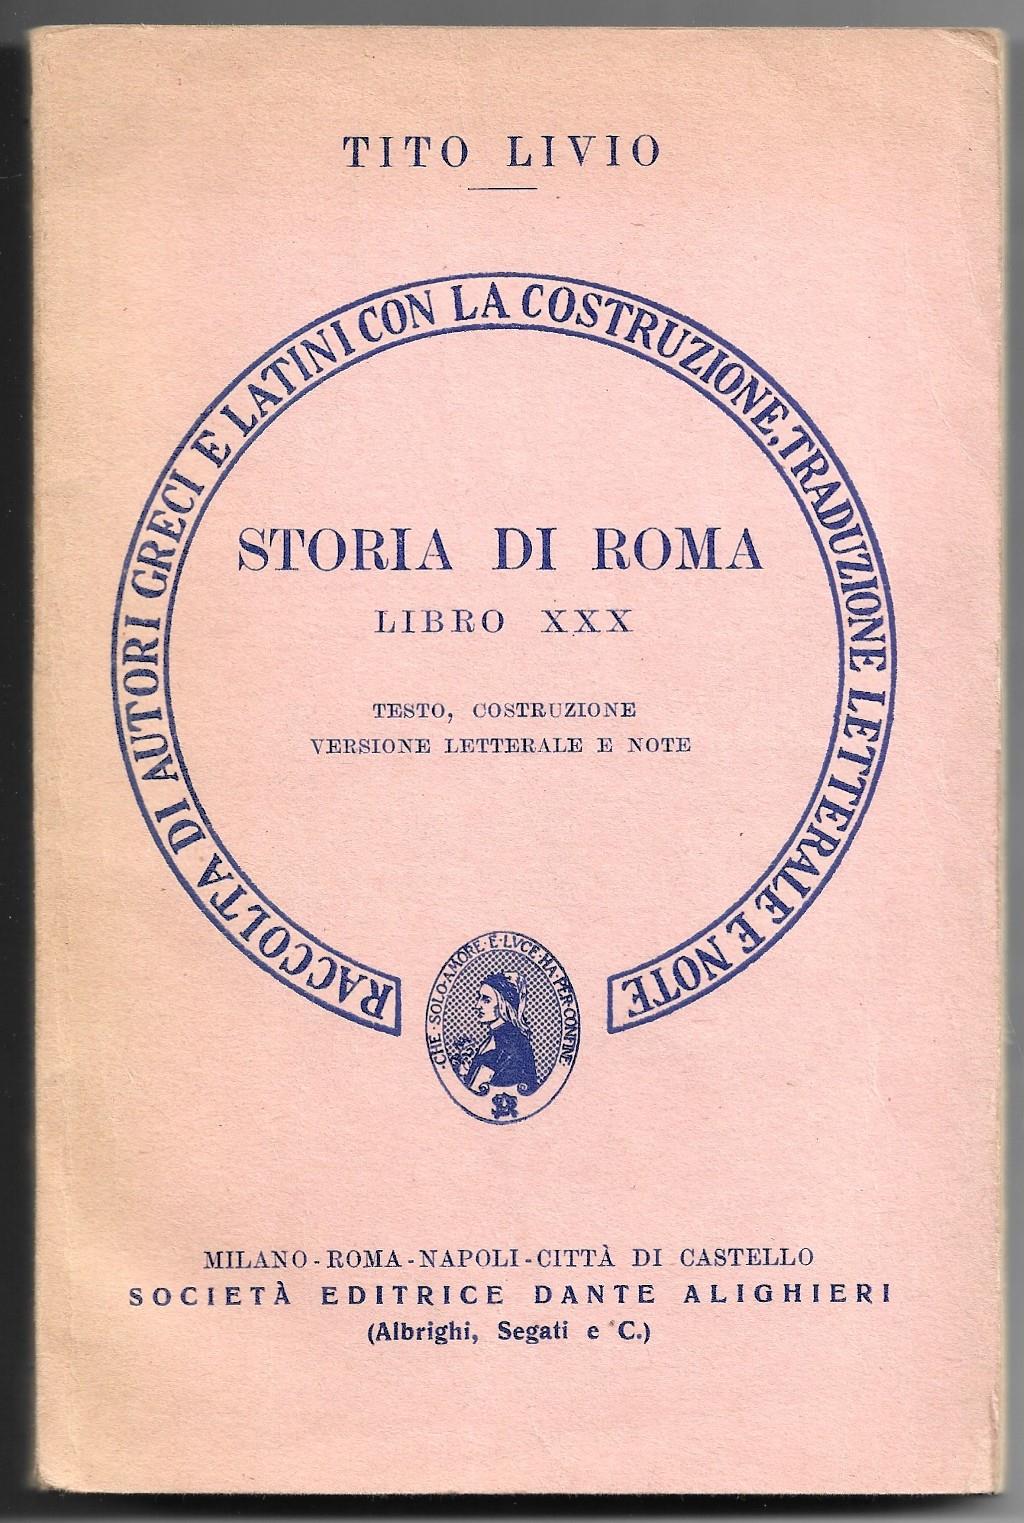 TITO LIVIO
RACCOLTA DI AUTORI GRECI E LATINI CON LA COSTRUZIONE, TRADUZIONE LETTERALE E NOTE
STORIA DI ROMA
LIBRO XXX
TESTO, COSTRUZIONE
VERSIONE LETTERALE E NOTE
·CHE·SOLO·AMORE·E·LVCE·HA·PER·CONFINE·
MILANO-ROMA-NAPOLI-CITTÀ DI CASTELLO
SOCIETÀ EDITRICE DANTE ALIGHIERI
(Albrighi, Segati e C.)